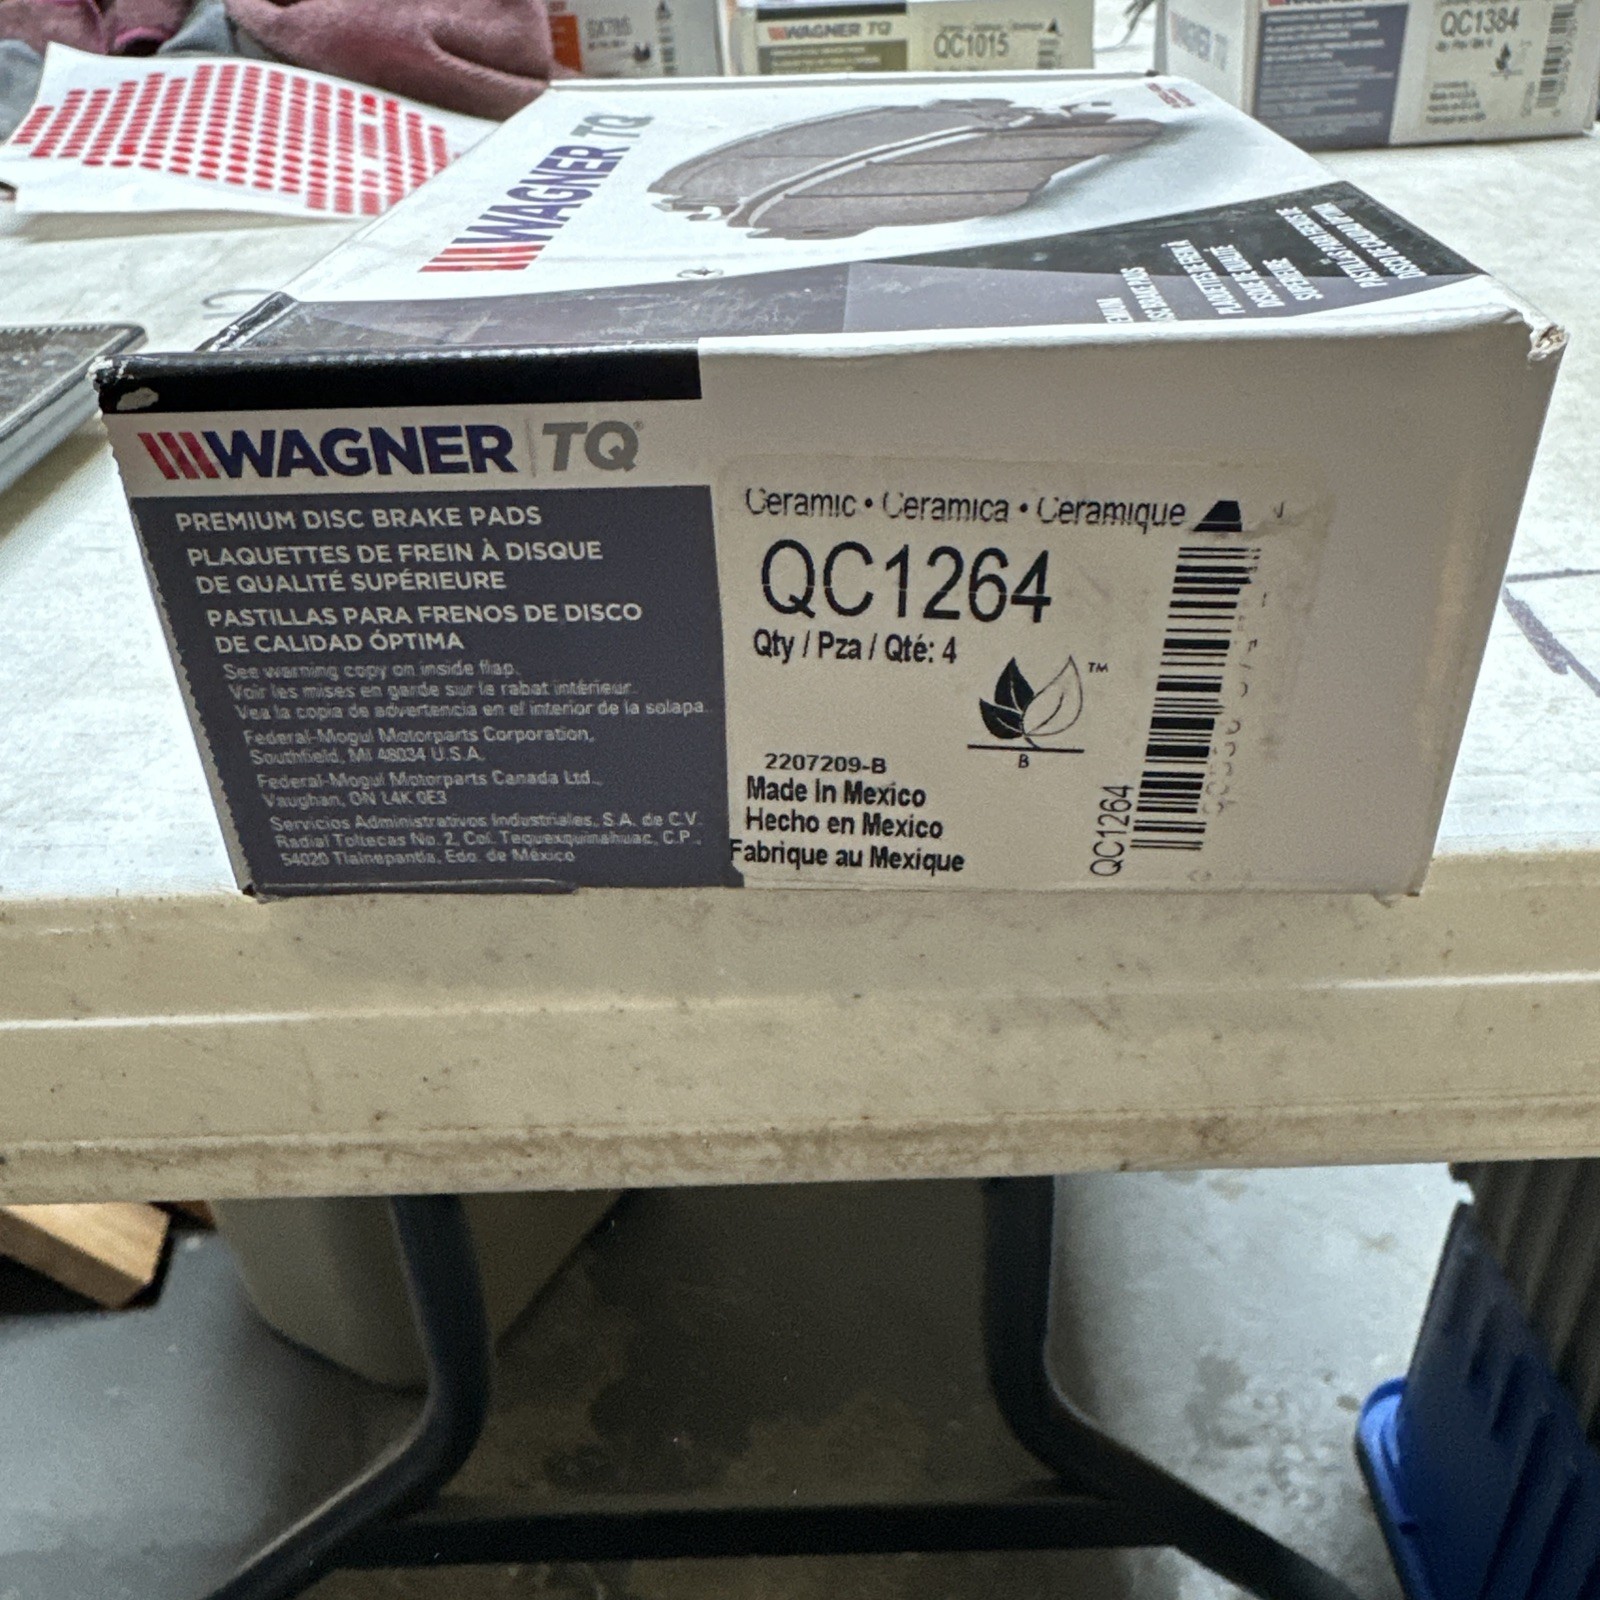 WAGNER TQ
QC1015
QC1384
WAGNER TQ
WAGNER TQ®
PREMIUM DISC BRAKE PADS
PLAQUETTES DE FREIN À DISQUE
DE QUALITÉ SUPÉRIEURE
PASTILLAS PARA FRENOS DE DISCO
DE CALIDAD ÓPTIMA
See warning copy on inside flap.
Voir les mises en garde sur le rabat intérieur.
Vea la copia de advertencia en el interior de la solapa.
Federal-Mogul Motorparts Corporation,
Southfield, MI 48034 U.S.A.
Federal-Mogul Motorparts Canada Ltd.,
Vaughan, ON L4K 0E3
Servicios Administrativos Industriales, S.A. de C.V.
Radial Toltecas No. 2, Col. Tequexquinahuac, C.P.
54020 Tlalnepantla, Edo. de México
Ceramic • Ceramica • Ceramique
QC1264
Qty / Pza / Qté: 4
TM
B
2207209-B
Made in Mexico
Hecho en Mexico
Fabrique au Mexique
QC1264